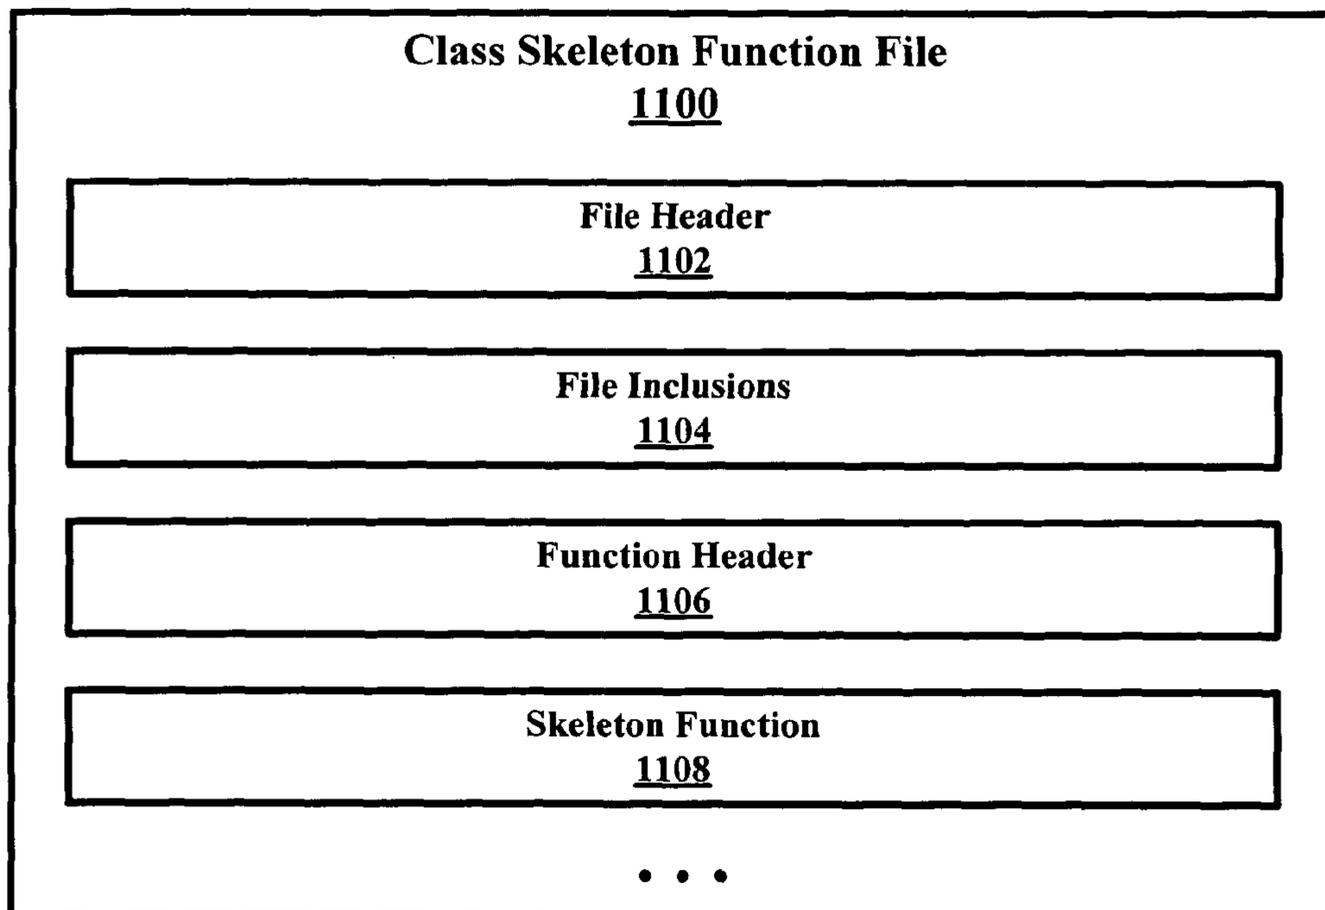 Class Skeleton Function File
1100
File Header
1102
File Inclusions
1104
Function Header
1106
Skeleton Function
1108
• • •